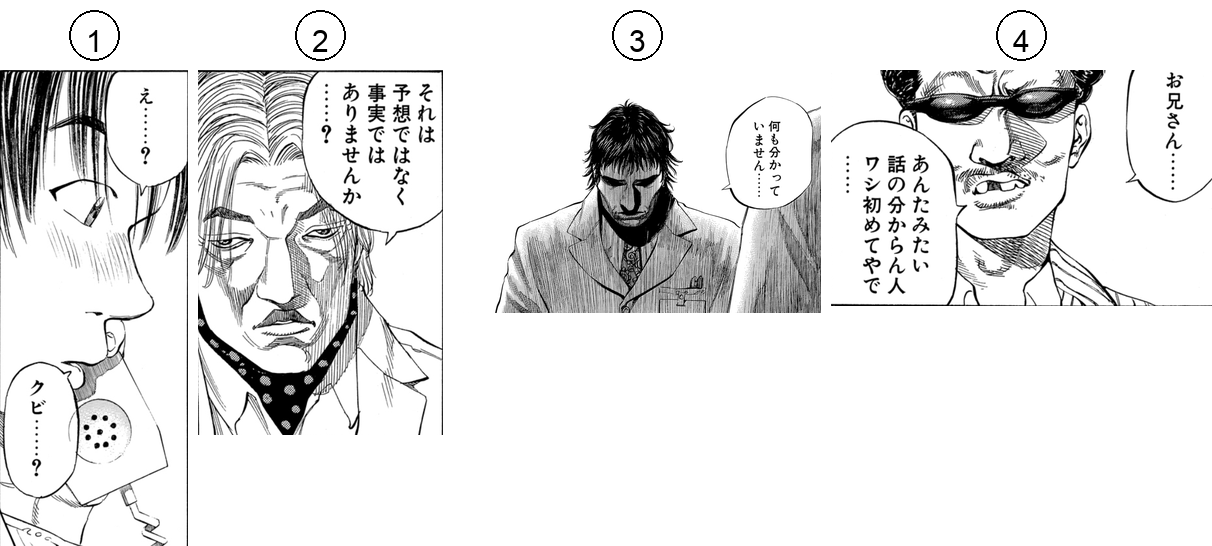 1
え………?
クビ………?
2
それは
予想ではなく
事実では
ありませんか
……?
3
何も分かって
いません……
4
お兄さん……
あんたみたい
話の分からん人
ワシ初めてやで
……